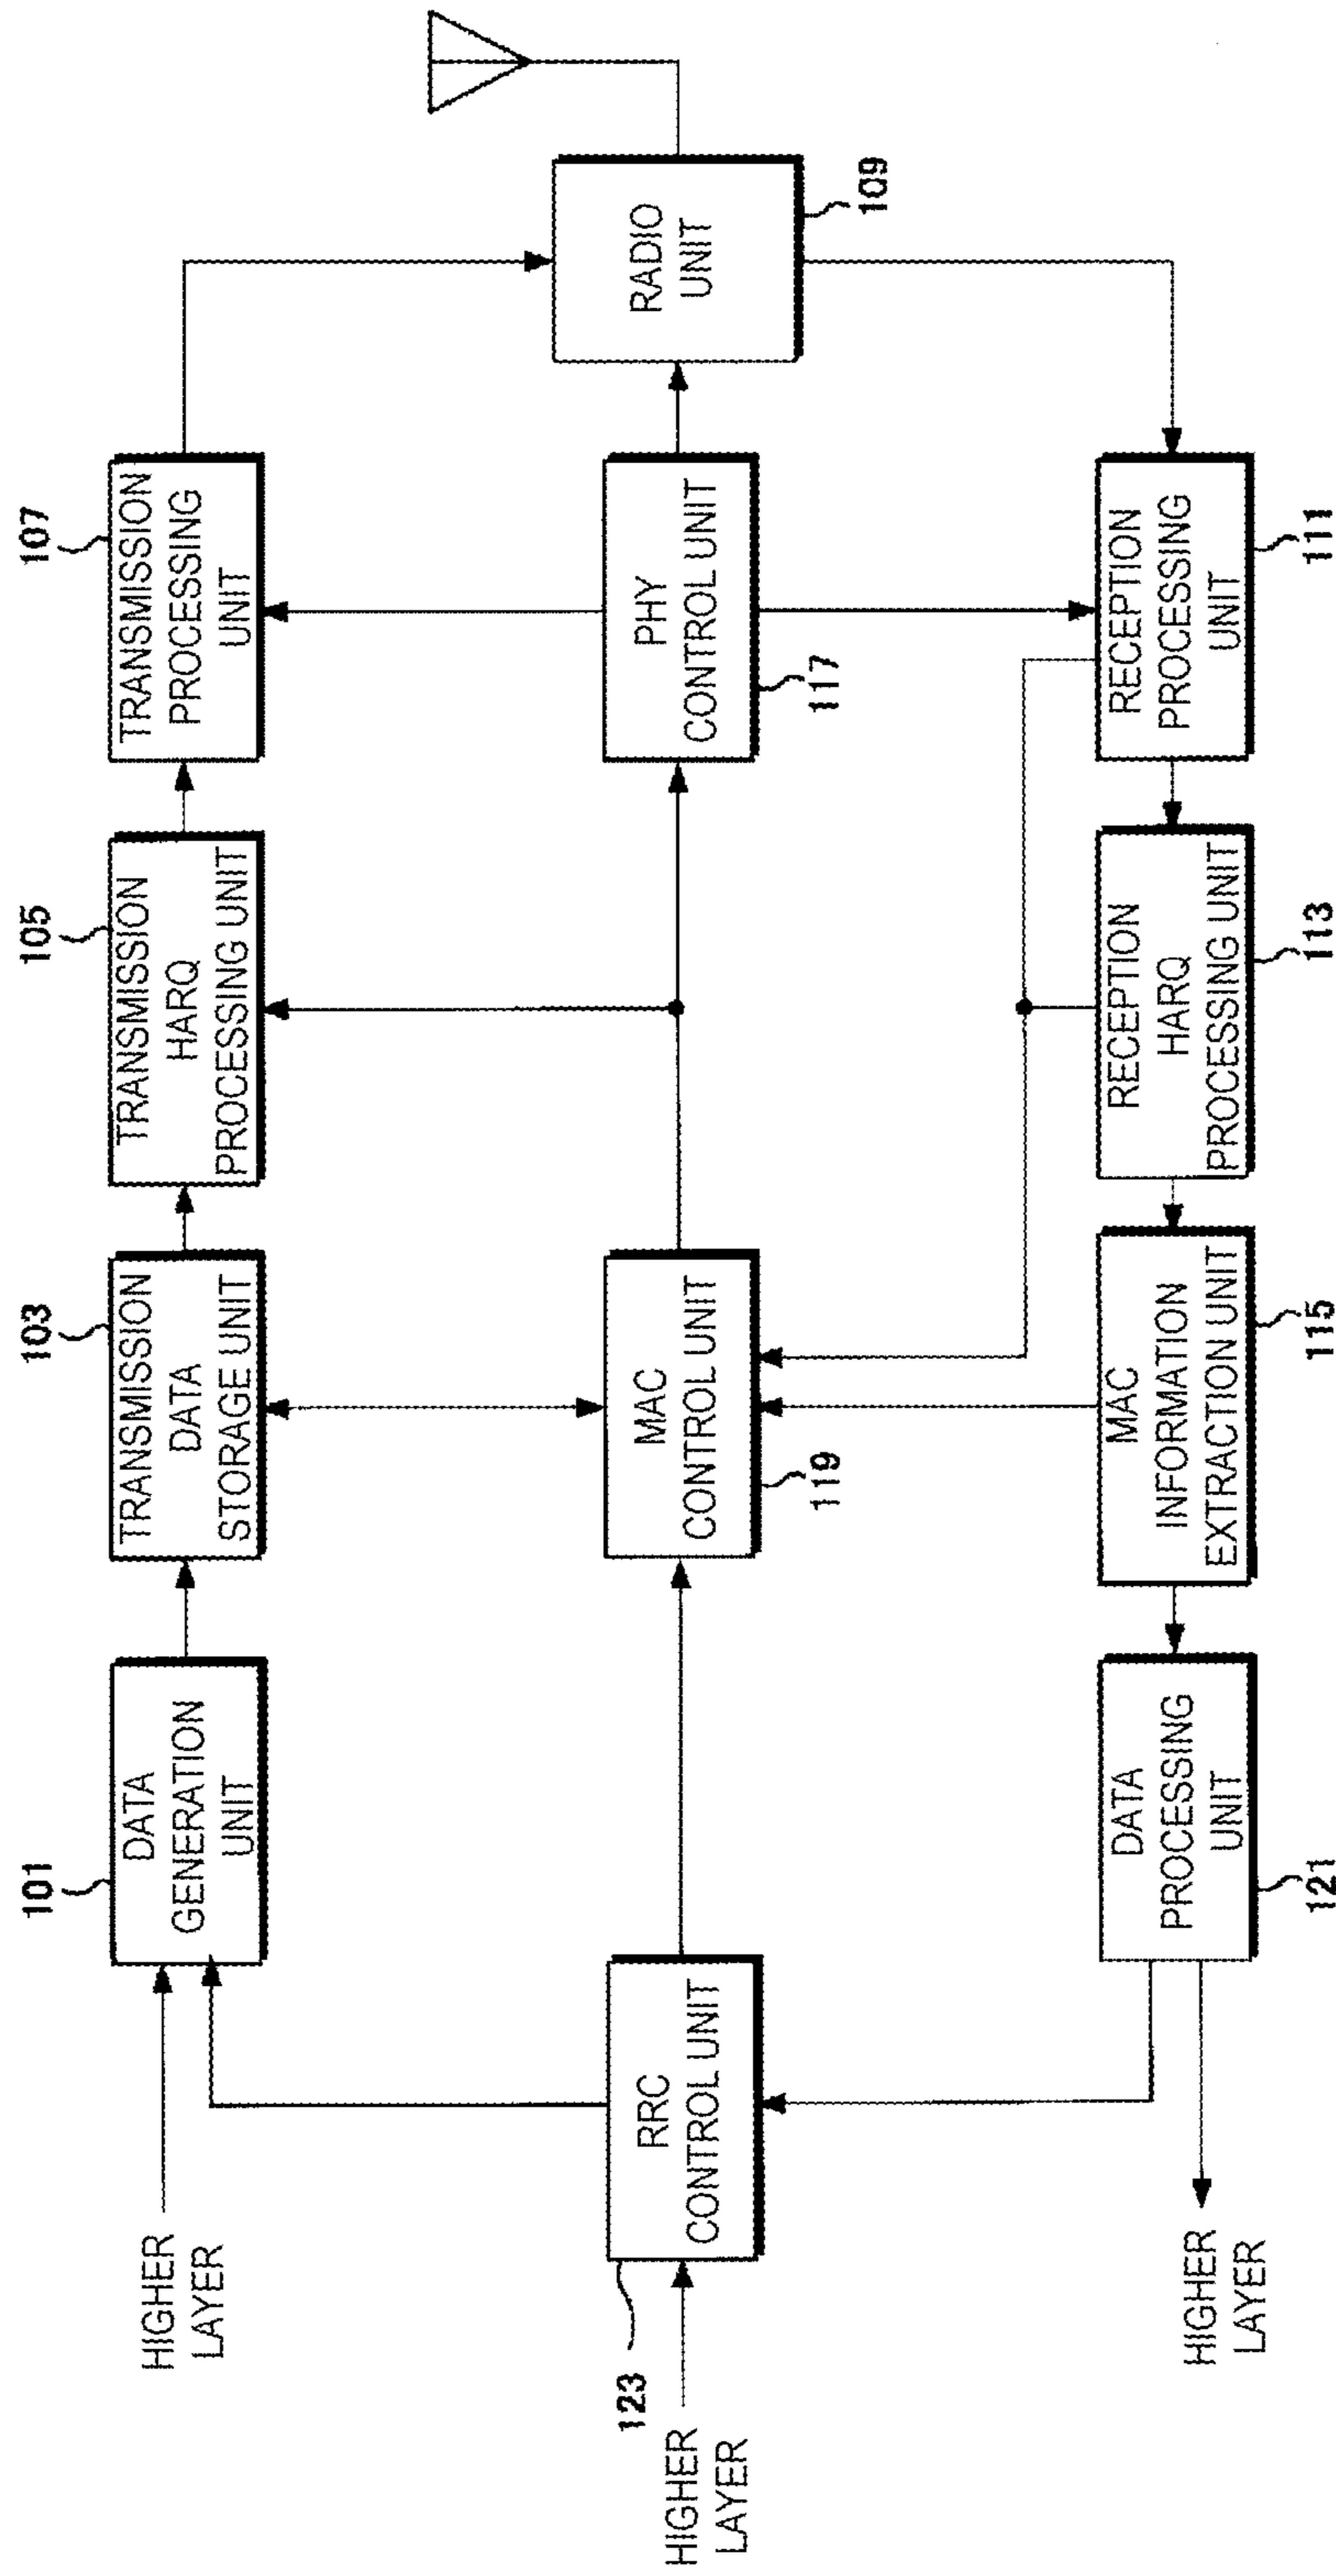 101
DATA
GENERATION
UNIT
103
TRANSMISSION
DATA
STORAGE UNIT
105
TRANSMISSION
HARQ
PROCESSING UNIT
107
TRANSMISSION
PROCESSING
UNIT
HIGHER
LAYER
RADIO
UNIT
109
123
HIGHER
LAYER
RRC
CONTROL UNIT
MAC
CONTROL UNIT
119
PHY
CONTROL UNIT
117
HIGHER
LAYER
DATA
PROCESSING
UNIT
121
MAC
INFORMATION
EXTRACTION UNIT
115
RECEPTION
HARQ
PROCESSING UNIT
113
RECEPTION
PROCESSING
UNIT
111